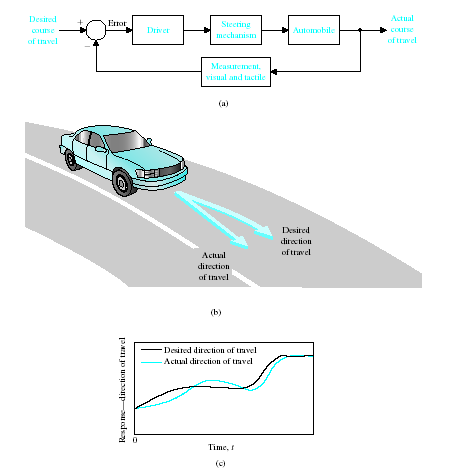 Desired
course
of travel
+
Error
−
Driver
Steering
mechanism
Automobile
Actual
course
of travel
Measurement,
visual and tactile
(a)
Desired
direction
of travel
Actual
direction
of travel
(b)
Response—direction of travel
Desired direction of travel
Actual direction of travel
0
Time, t
(c)